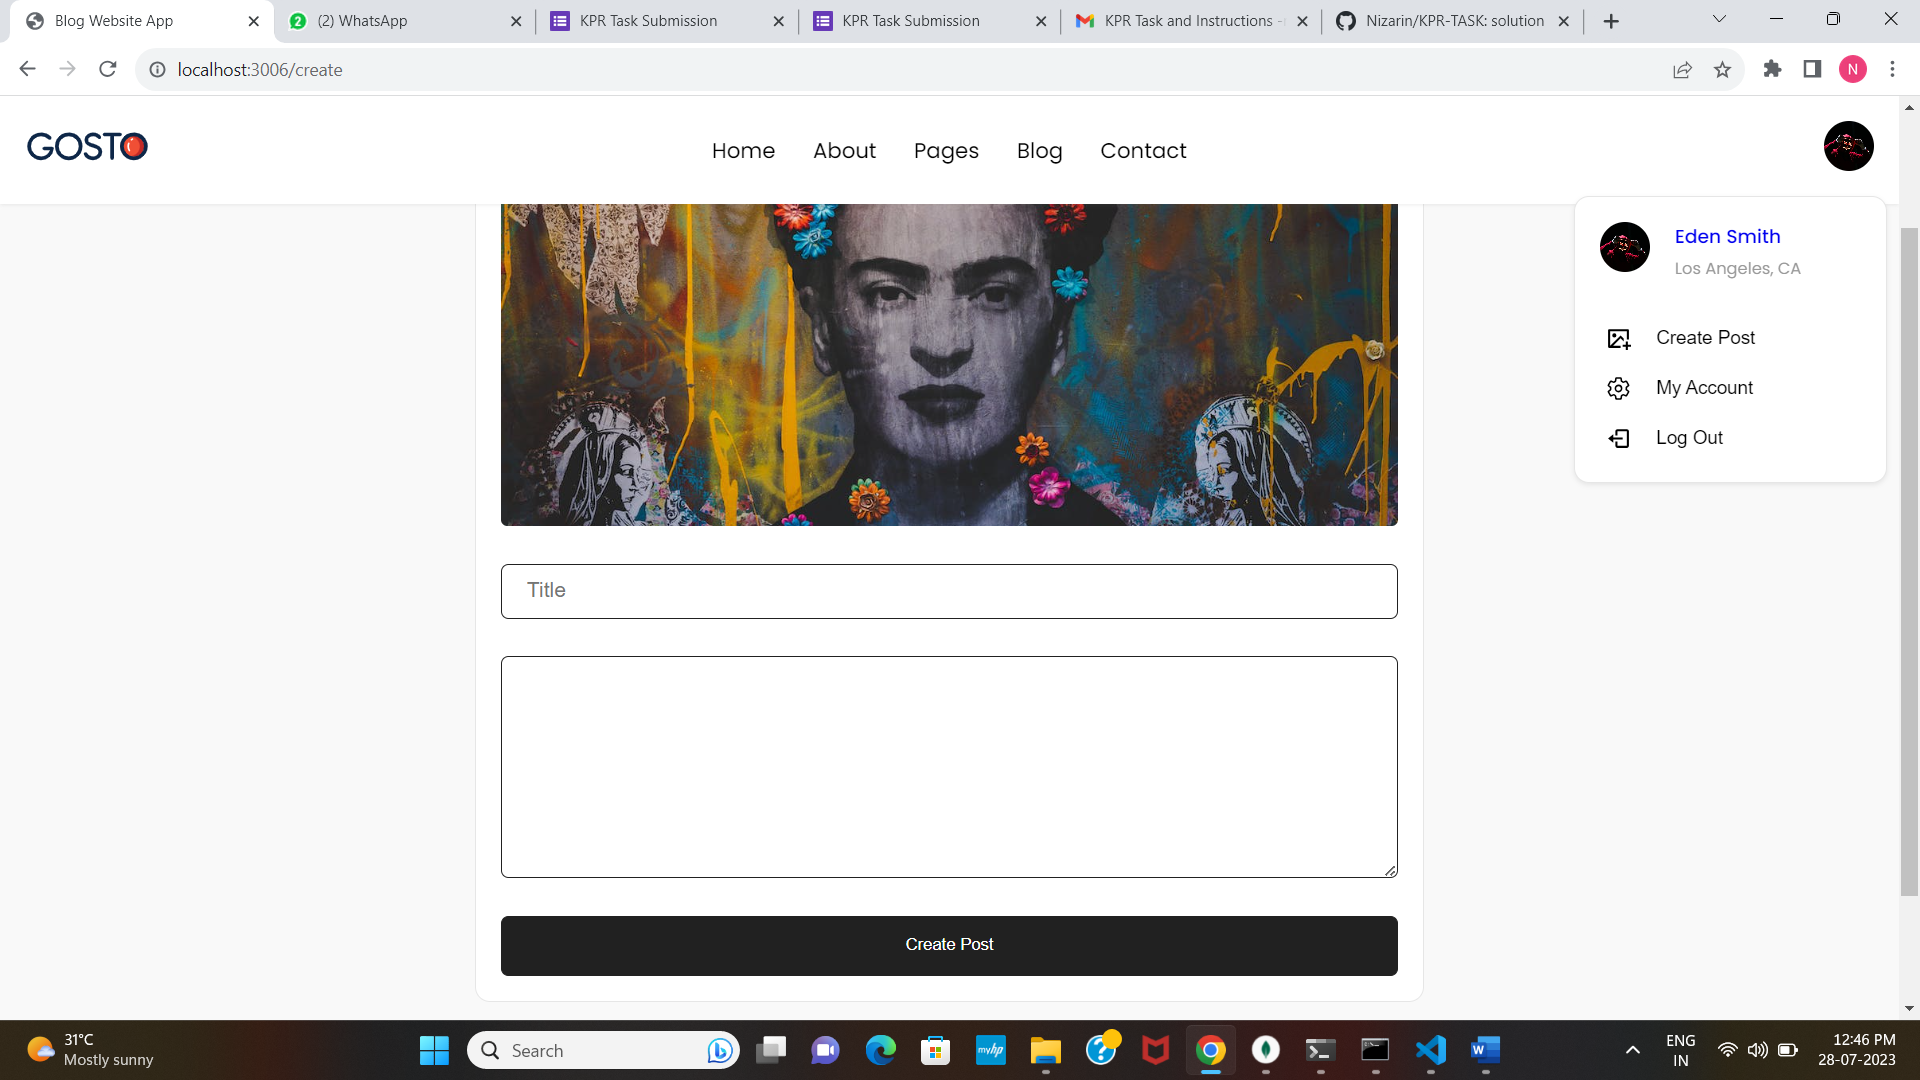 Blog Website App
2 (2) WhatsApp
KPR Task Submission
KPR Task Submission
KPR Task and Instructions -
Nizarin/KPR-TASK: solution
localhost:3006/create
N
GOSTO
Home
About
Pages
Blog
Contact
Eden Smith
Los Angeles, CA
Create Post
My Account
Log Out
Title
Create Post
31°C
Mostly sunny
Search
myhp
ENG
IN
12:46 PM
28-07-2023